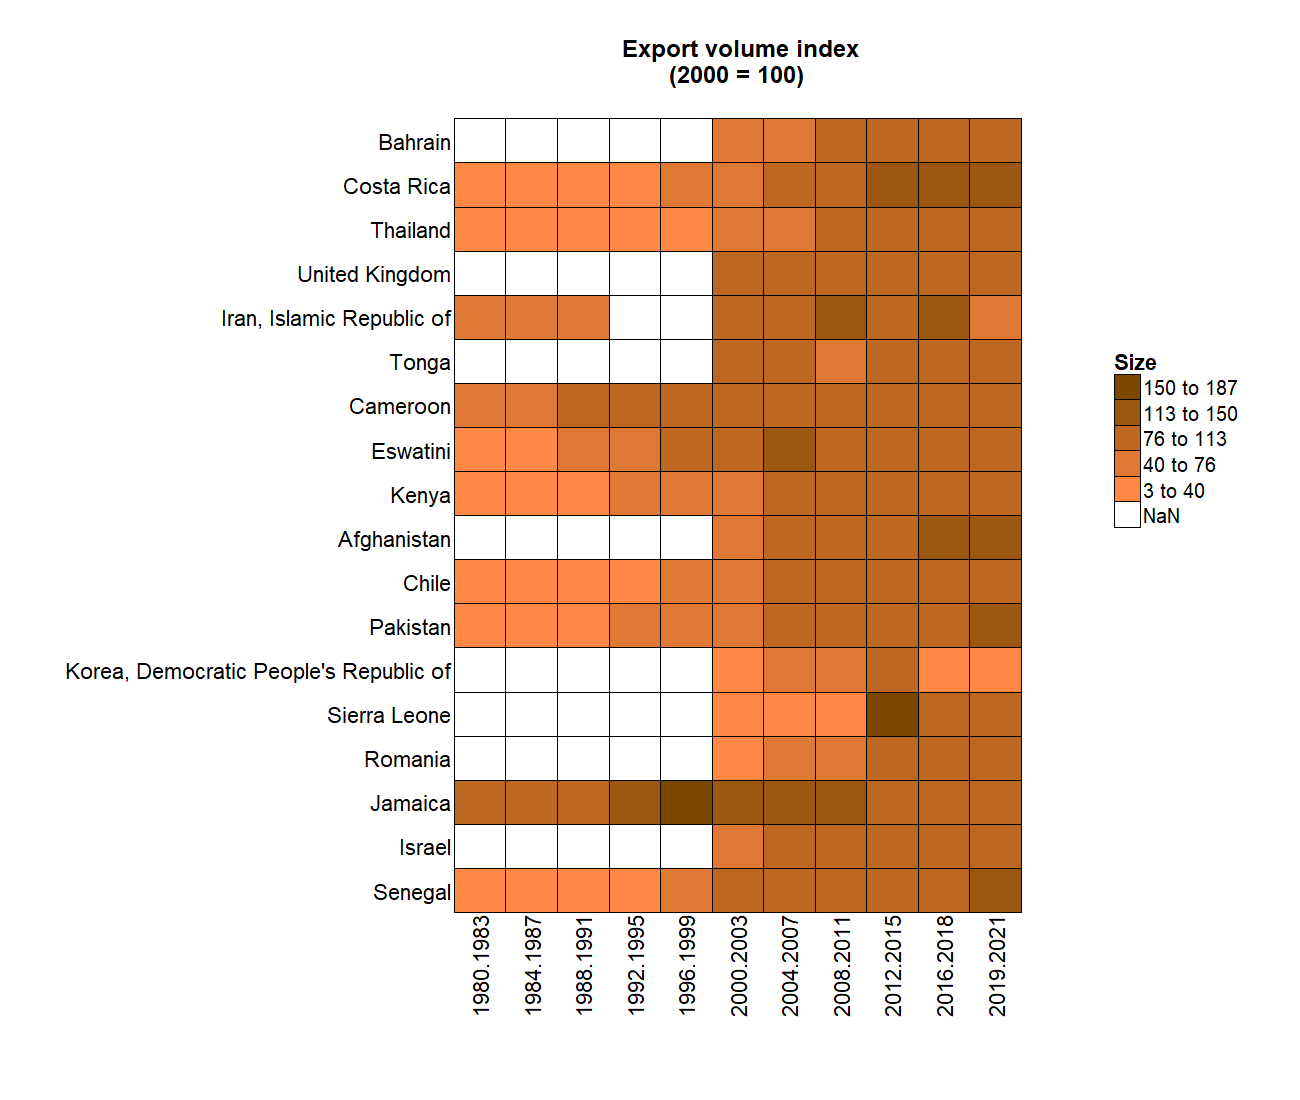 Export volume index
(2000 = 100)
Bahrain
Costa Rica
Thailand
United Kingdom
Iran, Islamic Republic of
Tonga
Cameroon
Eswatini
Kenya
Afghanistan
Chile
Pakistan
Korea, Democratic People's Republic of
Sierra Leone
Romania
Jamaica
Israel
Senegal
1980.1983
1984.1987
1988.1991
1992.1995
1996.1999
2000.2003
2004.2007
2008.2011
2012.2015
2016.2018
2019.2021
Size
150 to 187
113 to 150
76 to 113
40 to 76
3 to 40
NaN